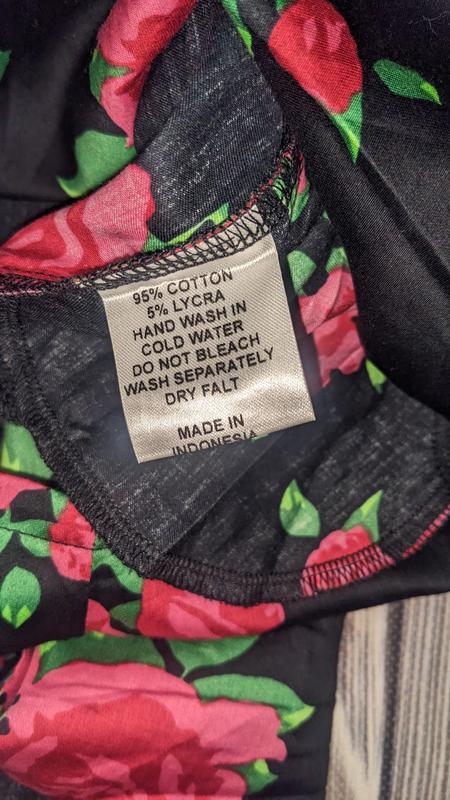 95% COTTON
5% LYCRA
HAND WASH IN
COLD WATER
DO NOT BLEACH
WASH SEPARATELY
DRY FALT
MADE IN
INDONESIA